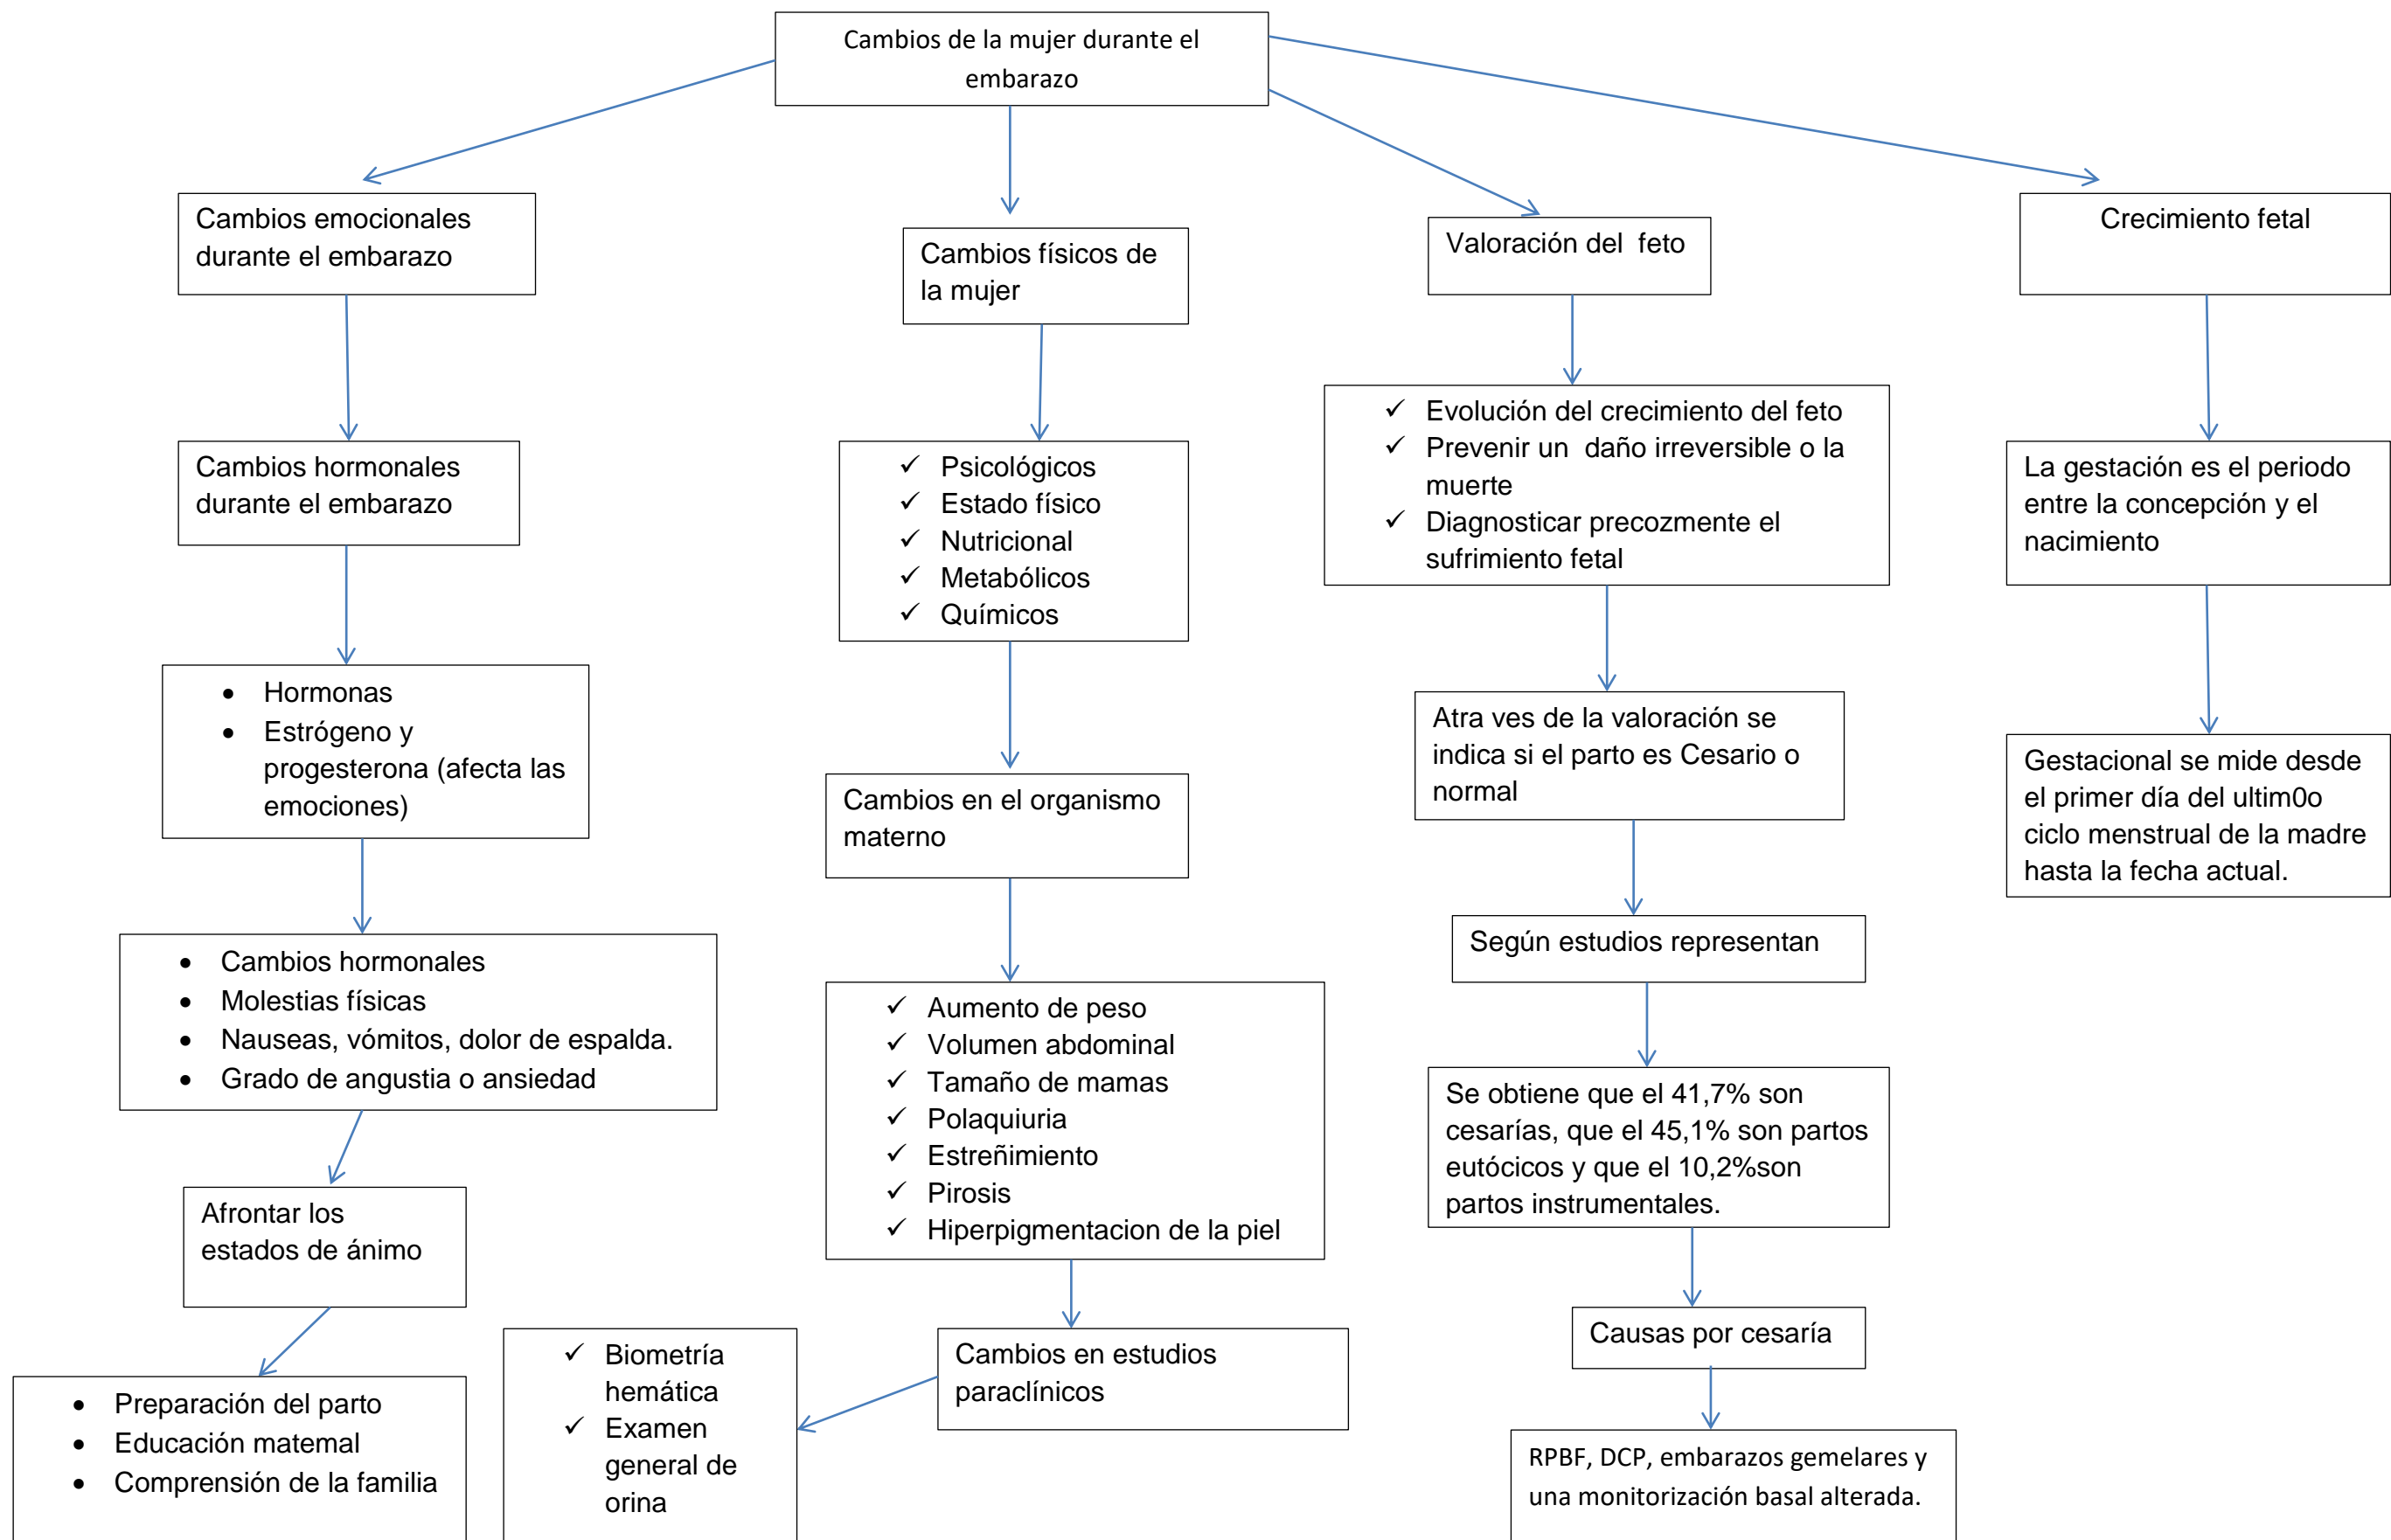 Cambios de la mujer durante el
embarazo
Cambios emocionales
durante el embarazo
Cambios hormonales
durante el embarazo
• Hormonas
• Estrógeno y
progesterona (afecta las
emociones)
• Cambios hormonales
• Molestias físicas
• Nauseas, vómitos, dolor de espalda.
• Grado de angustia o ansiedad
Afrontar los
estados de ánimo
• Preparación del parto
• Educación matemal
• Comprensión de la familia
Cambios físicos de
la mujer
✓ Psicológicos
✓ Estado físico
✓ Nutricional
✓ Metabólicos
✓ Químicos
Cambios en el organismo
materno
✓ Aumento de peso
✓ Volumen abdominal
✓ Tamaño de mamas
✓ Polaquiuria
✓ Estreñimiento
✓ Pirosis
✓ Hiperpigmentacion de la piel
Cambios en estudios
paraclínicos
✓ Biometría
hemática
✓ Examen
general de
orina
Valoración del  feto
✓ Evolución del crecimiento del feto
✓ Prevenir un  daño irreversible o la
muerte
✓ Diagnosticar precozmente el
sufrimiento fetal
Atra ves de la valoración se
indica si el parto es Cesario o
normal
Según estudios representan
Se obtiene que el 41,7% son
cesarías, que el 45,1% son partos
eutócicos y que el 10,2%son
partos instrumentales.
Causas por cesaría
RPBF, DCP, embarazos gemelares y
una monitorización basal alterada.
Crecimiento fetal
La gestación es el periodo
entre la concepción y el
nacimiento
Gestacional se mide desde
el primer día del ultim0o
ciclo menstrual de la madre
hasta la fecha actual.